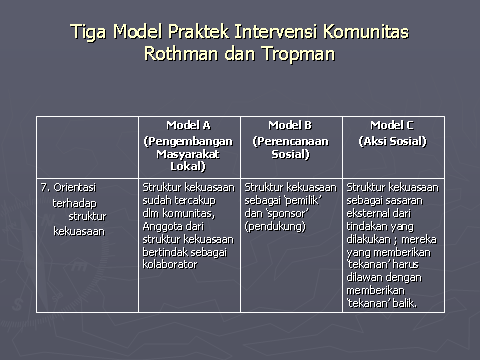 Tiga Model Praktek Intervensi Komunitas
Rothman dan Tropman
Model A
(Pengembangan
Masyarakat
Lokal)
Model B
(Perencanaan
Sosial)
Model C
(Aksi Sosial)
7. Orientasi
terhadap
struktur
kekuasaan
Struktur kekuasaan
sudah tercakup
dlm komunitas,
Anggota dari
struktur kekuasaan
bertindak sebagai
kolaborator
Struktur kekuasaan
sebagai ‘pemilik’
dan ‘sponsor’
(pendukung)
Struktur kekuasaan
sebagai sasaran
eksternal dari
tindakan yang
dilakukan ; mereka
yang memberikan
‘tekanan’ harus
dilawan dengan
memberikan
‘tekanan’ balik.